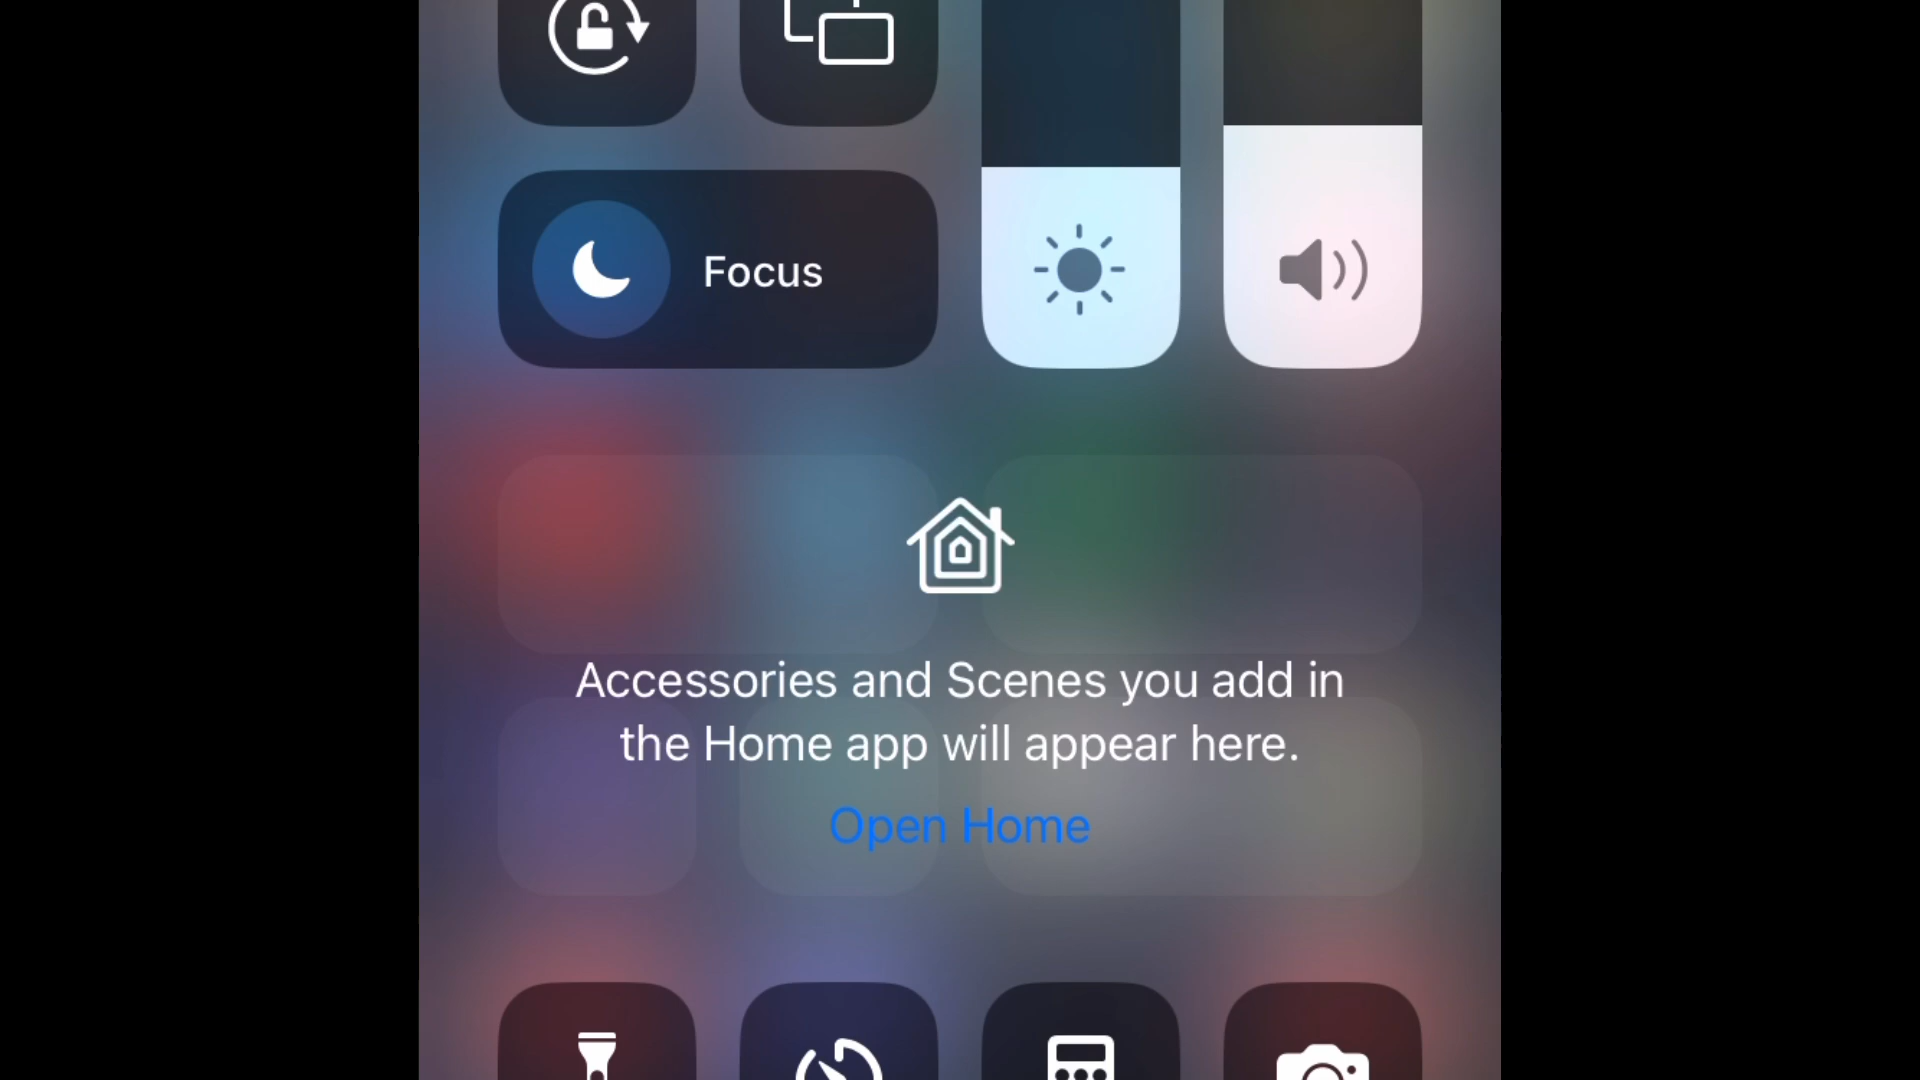 Focus
Accessories and Scenes you add in
the Home app will appear here.
Open Home